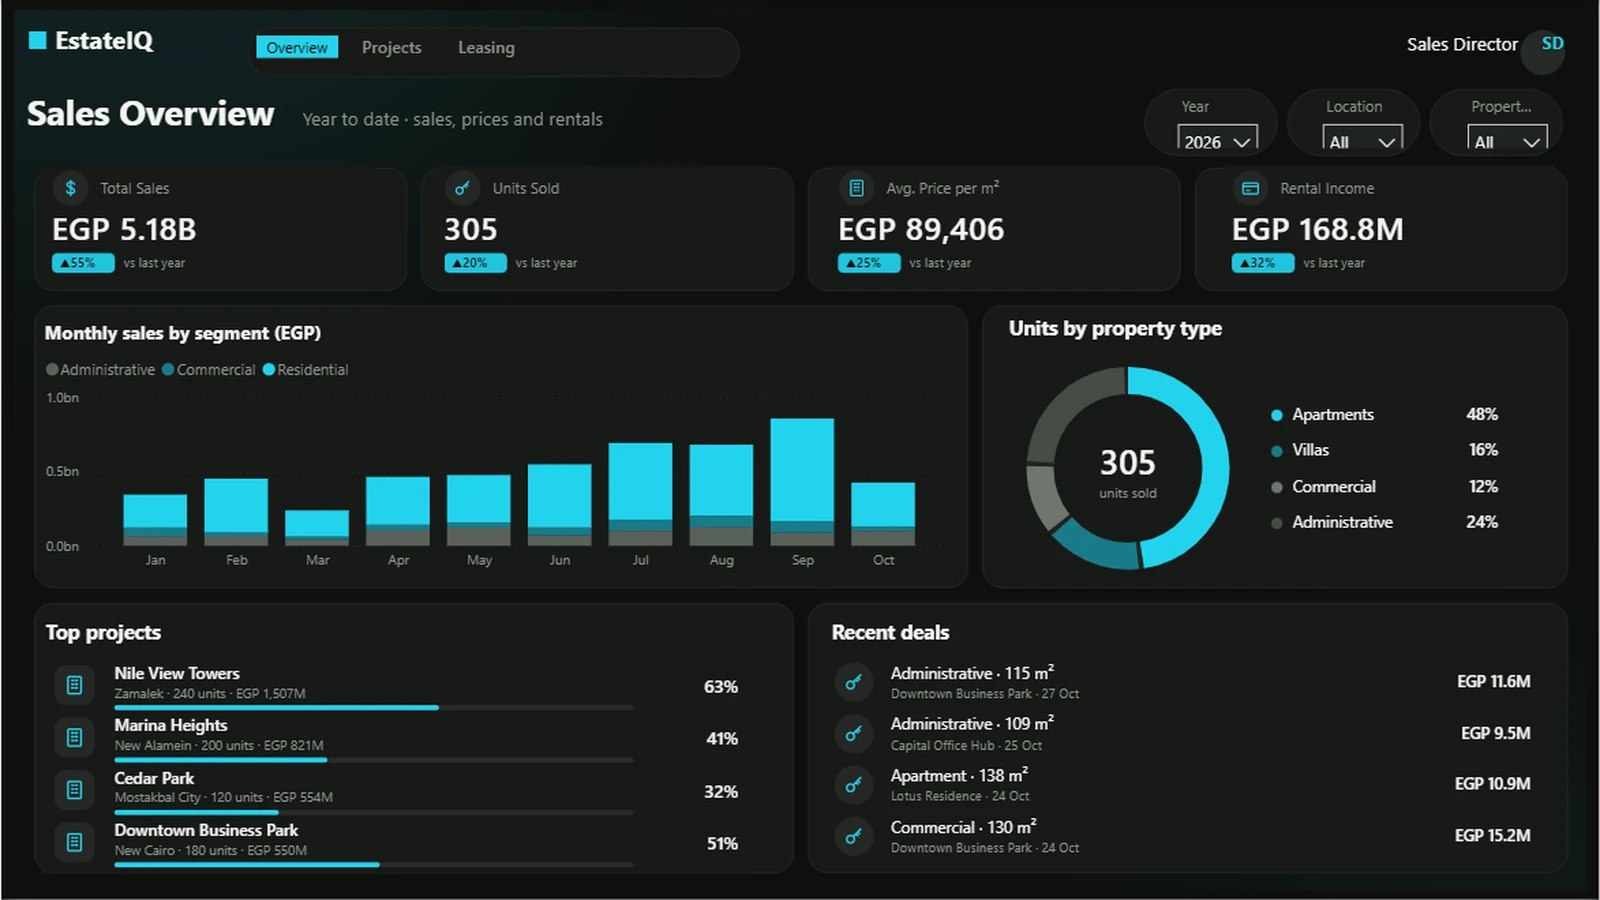 EstateIQ
Overview Projects Leasing
Sales Director SD
Sales Overview Year to date · sales, prices and rentals
Year Location Propert...
2026 All All
Total Sales
EGP 5.18B
▲55% vs last year
Units Sold
305
▲20% vs last year
Avg. Price per m²
EGP 89,406
▲25% vs last year
Rental Income
EGP 168.8M
▲32% vs last year
Monthly sales by segment (EGP)
Administrative Commercial Residential
1.0bn
0.5bn
0.0bn
Jan Feb Mar Apr May Jun Jul Aug Sep Oct
Units by property type
305
units sold
Apartments 48%
Villas 16%
Commercial 12%
Administrative 24%
Top projects
Nile View Towers
Zamalek · 240 units · EGP 1,507M
63%
Marina Heights
New Alamein · 200 units · EGP 821M
41%
Cedar Park
Mostakbal City · 120 units · EGP 554M
32%
Downtown Business Park
New Cairo · 180 units · EGP 550M
51%
Recent deals
Administrative · 115 m²
Downtown Business Park · 27 Oct
EGP 11.6M
Administrative · 109 m²
Capital Office Hub · 25 Oct
EGP 9.5M
Apartment · 138 m²
Lotus Residence · 24 Oct
EGP 10.9M
Commercial · 130 m²
Downtown Business Park · 24 Oct
EGP 15.2M